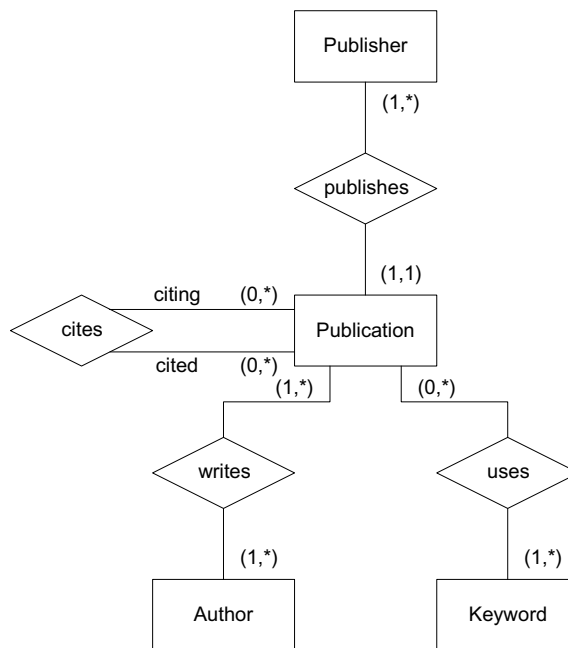 Publisher
(1,*)
publishes
(1,1)
citing (0,*)
cites
Publication
cited (0,*)
(1,*) (0,*)
writes uses
(1,*) (1,*)
Author Keyword